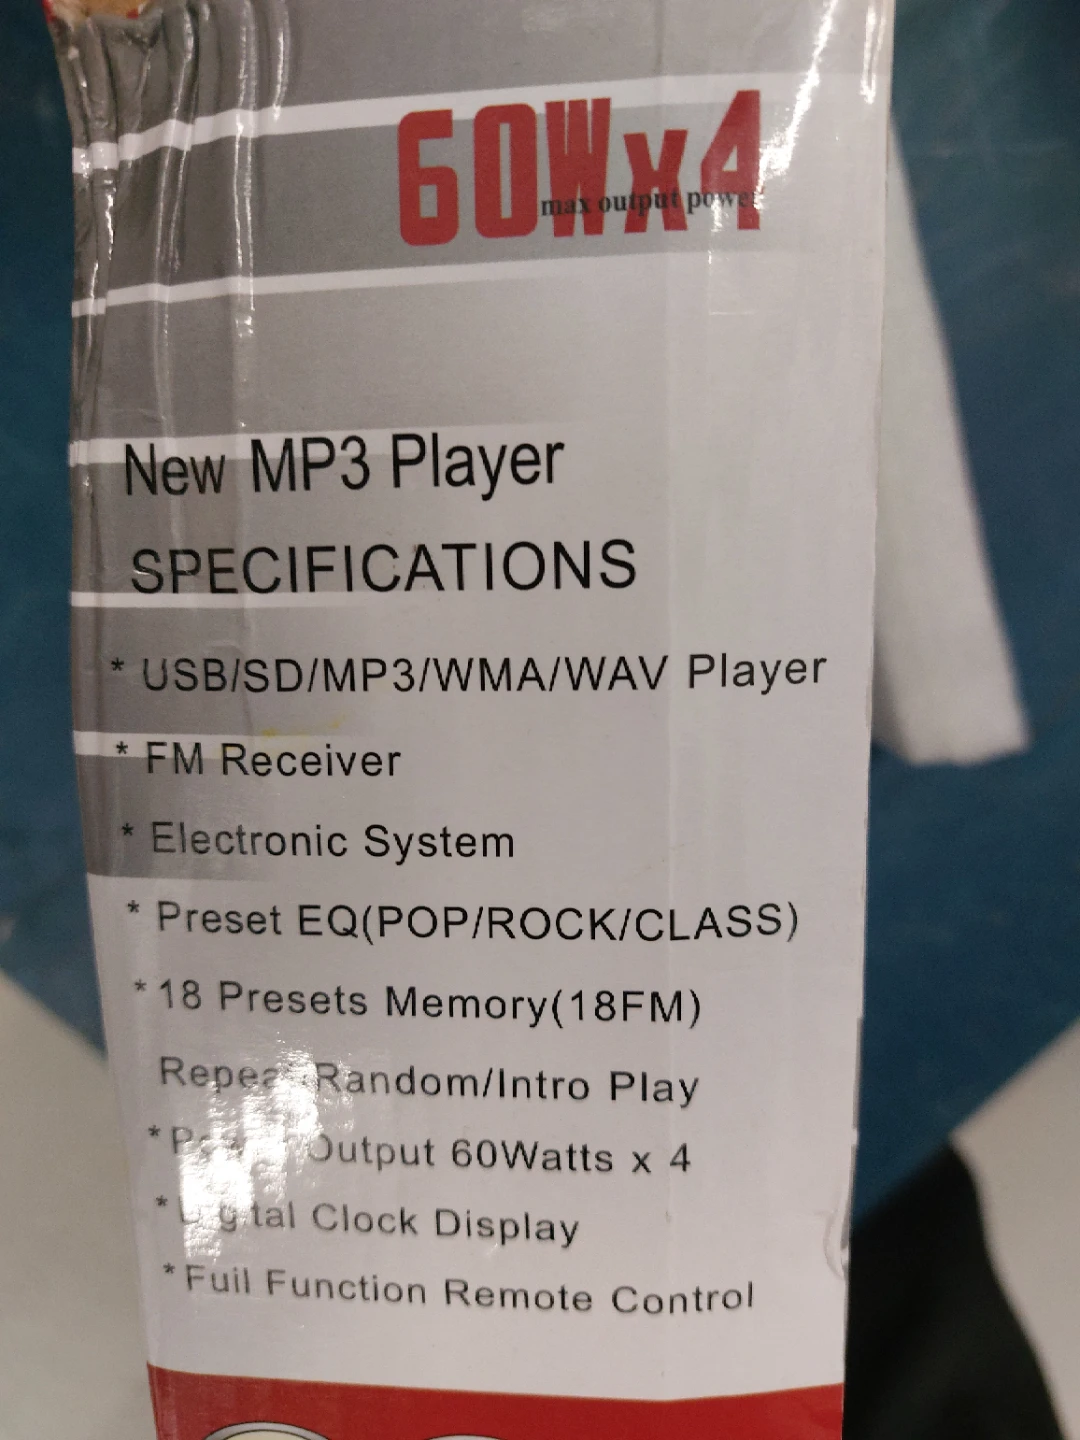 60Wx4
max output power
New MP3 Player
SPECIFICATIONS
* USB/SD/MP3/WMA/WAV Player
* FM Receiver
* Electronic System
* Preset EQ(POP/ROCK/CLASS)
* 18 Presets Memory(18FM)
Random/Intro Play
* Output 60Watts x 4
* Digital Clock Display
* Fuil Function Remote Control